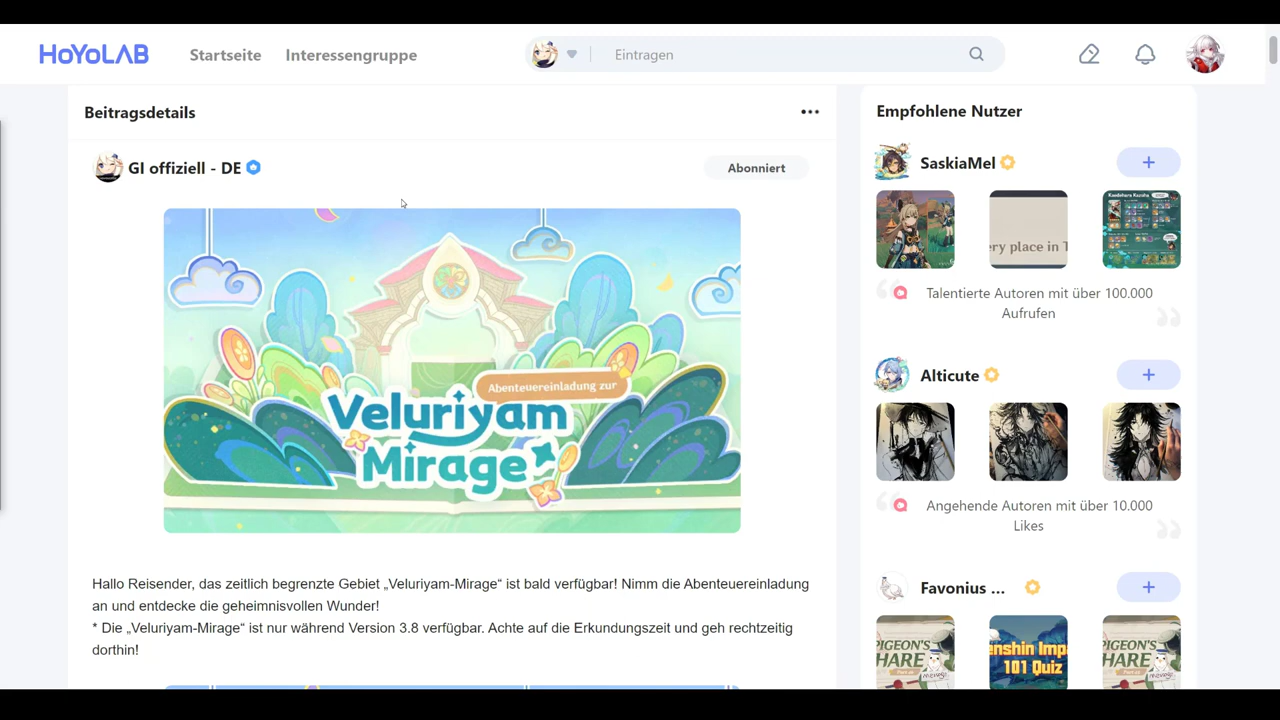 HoYoLAB
Startseite
Interessengruppe
Eintragen
Beitragsdetails
GI offiziell - DE
Abonniert
Abenteuereinladung zur
Veluriyam
Mirage
Hallo Reisender, das zeitlich begrenzte Gebiet „Veluriyam-Mirage“ ist bald verfügbar! Nimm die Abenteuereinladung
an und entdecke die geheimnisvollen Wunder!
* Die „Veluriyam-Mirage“ ist nur während Version 3.8 verfügbar. Achte auf die Erkundungszeit und geh rechtzeitig
dorthin!
Empfohlene Nutzer
SaskiaMel
ery place in T
Talentierte Autoren mit über 100.000
Aufrufen
Alticute
Angehende Autoren mit über 10.000
Likes
Favonius ...
PIGEON'S
HARE
enshin Imp
101 Quiz
PIGEON'S
HARE